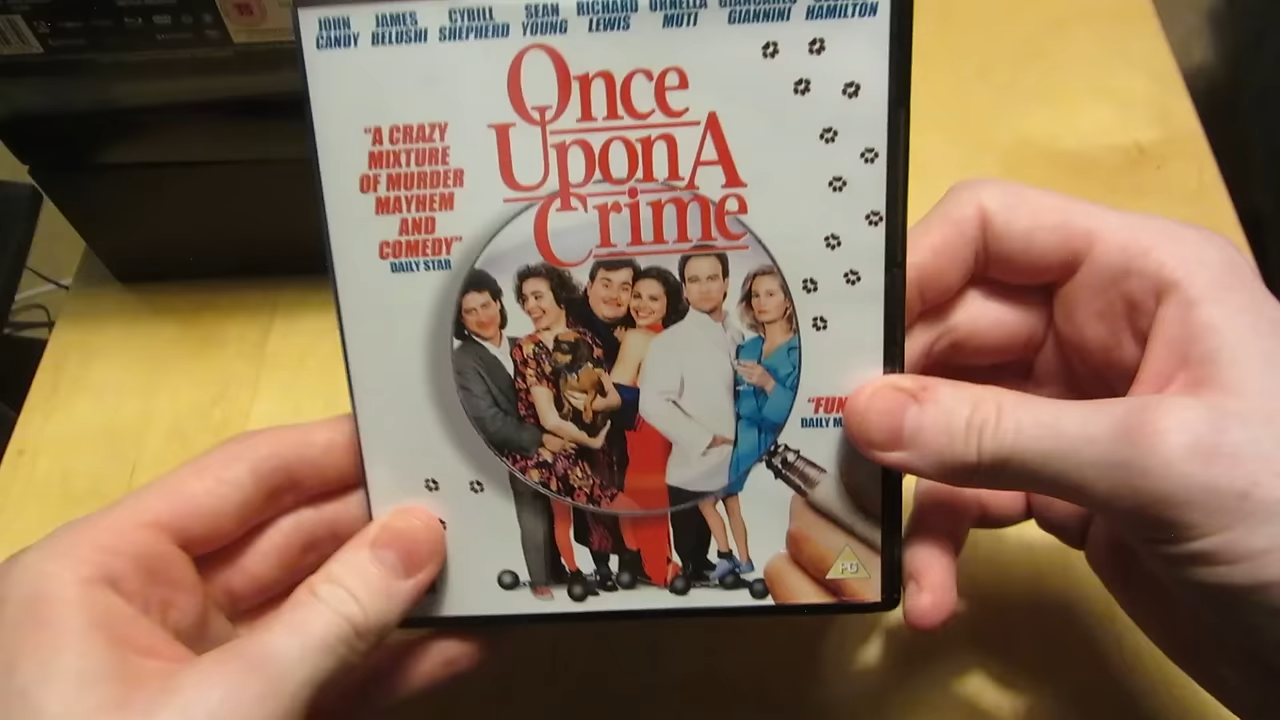 JOHN CANDY
JAMES BELUSHI
CYBILL SHEPHERD
SEAN YOUNG
RICHARD LEWIS
ORNELLA MUTI
GIANCARLO GIANNINI
HAMILTON
Once
Upon A
Crime
"A CRAZY
MIXTURE
OF MURDER
MAYHEM
AND
COMEDY"
DAILY STAR
"FUN
DAILY M
PG